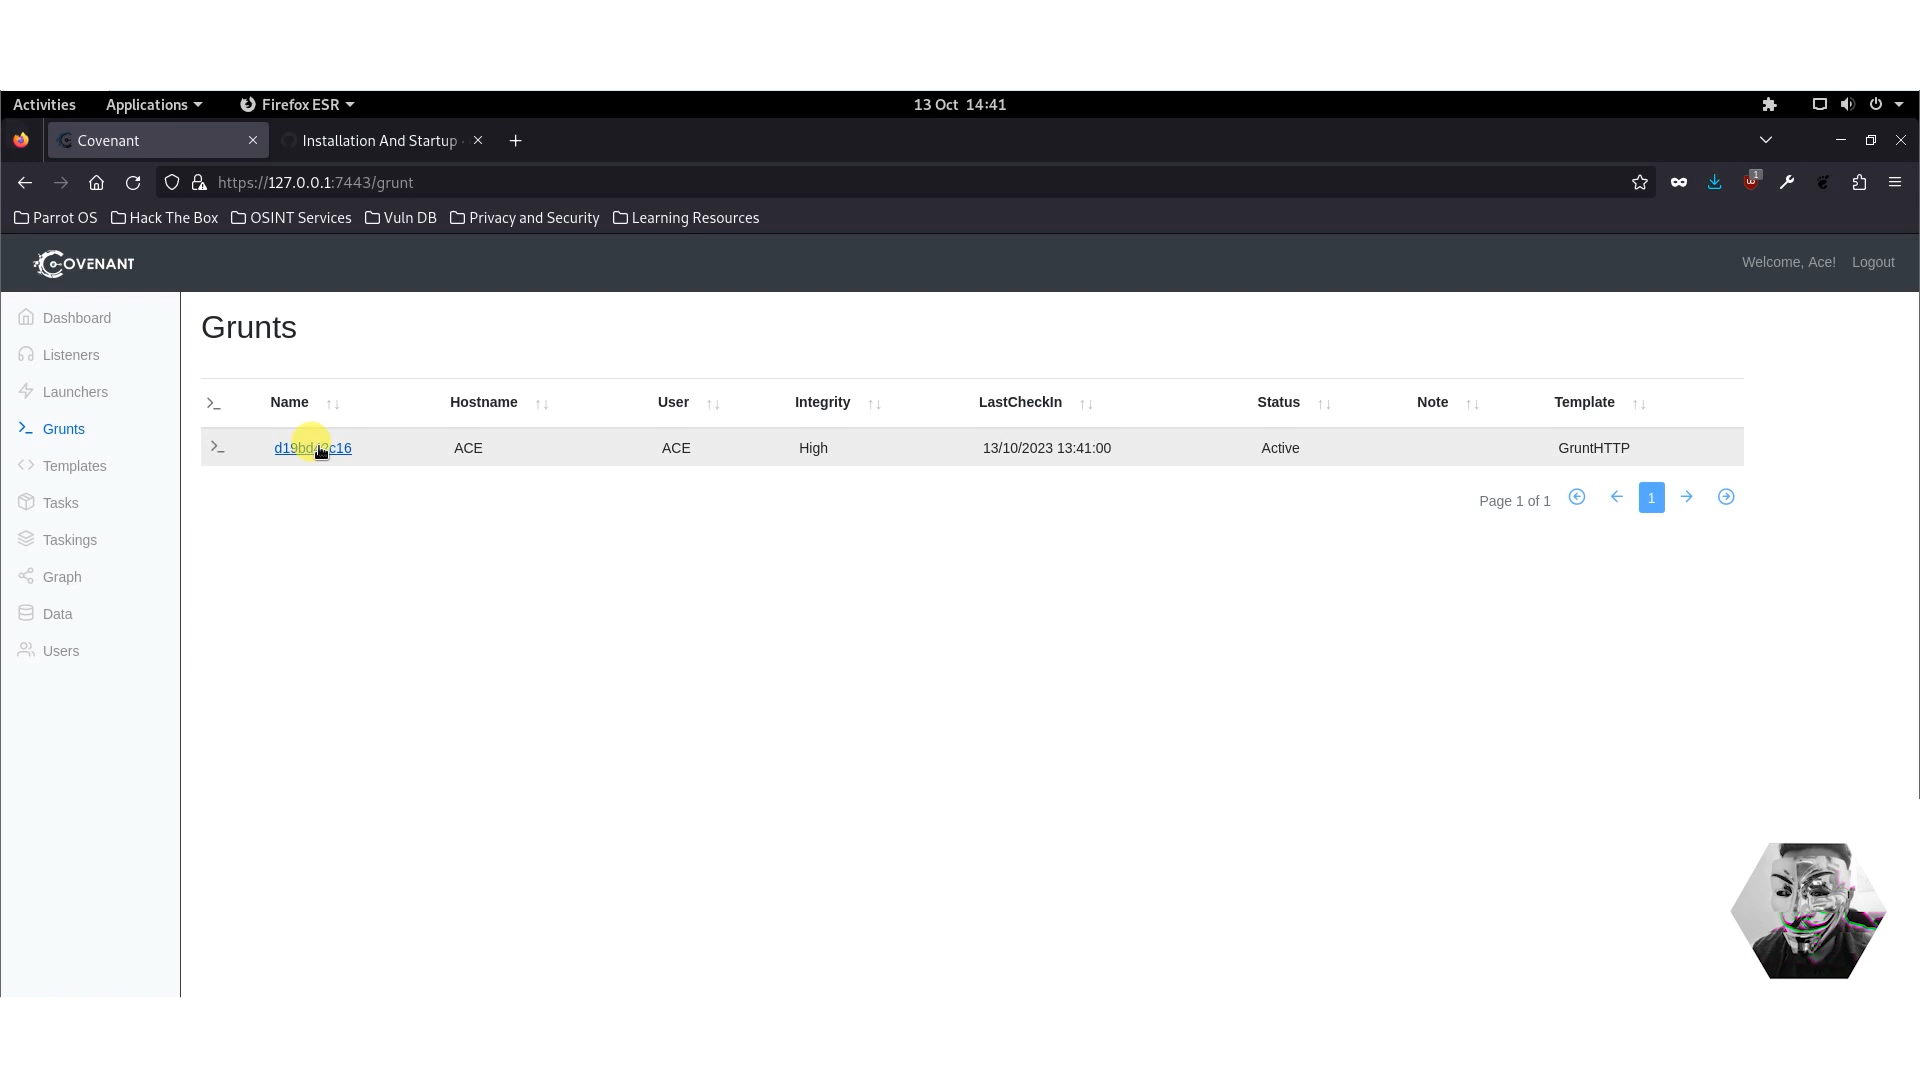 Activities Applications Firefox ESR 13 Oct 14:41
Covenant Installation And Startup
https://127.0.0.1:7443/grunt 1
Parrot OS Hack The Box OSINT Services Vuln DB Privacy and Security Learning Resources
COVENANT Welcome, Ace! Logout
Dashboard
Listeners
Launchers
Grunts
Templates
Tasks
Taskings
Graph
Data
Users
Grunts
Name Hostname User Integrity LastCheckIn Status Note Template
ACE ACE High 13/10/2023 13:41:00 Active GruntHTTP
Page 1 of 1 1